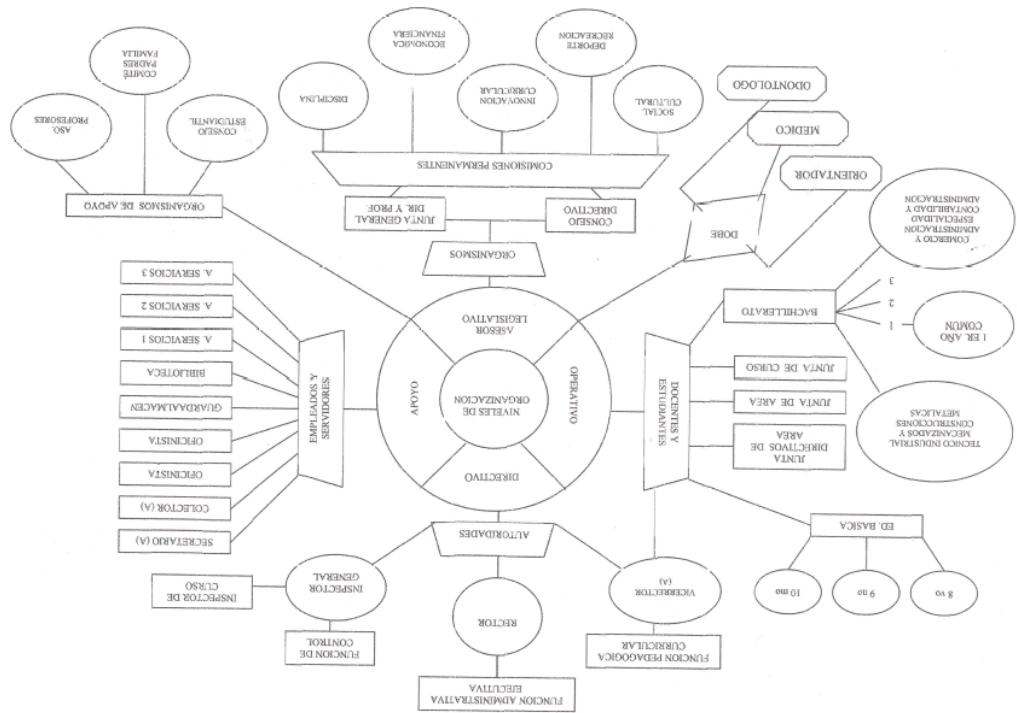 FUNCION ADMINISTRATIVA
EJECUTIVA
FUNCION PEDAGOGICA
CURRICULAR
FUNCION DE
CONTROL
RECTOR
8 vo
9 no
10 mo
VICERRECTOR
(A)
INSPECTOR
GENERAL
INSPECTOR DE
CURSO
ED. BASICA
AUTORIDADES
SECRETARIO (A)
COLECTOR (A)
OFICINISTA
OFICINISTA
GUARDALMACEN
BIBLIOTECA
A. SERVICIOS 1
A. SERVICIOS 2
A. SERVICIOS 3
TECNICO INDUSTRIAL
MECANIZADOS Y
CONSTRUCCIONES
METALICAS
JUNTA
DIRECTIVOS DE
AREA
JUNTA DE AREA
JUNTA DE CURSO
DOCENTES Y
ESTUDIANTES
DIRECTIVO
OPERATIVO
NIVELES DE
ORGANIZACION
APOYO
ASESOR
LEGISLATIVO
EMPLEADOS Y
SERVIDORES
1 ER. AÑO
COMUN
1
2
3
BACHILLERATO
COMERCIO Y
ADMINISTRACION
ESPECIALIDAD
CONTABILIDAD Y
ADMINISTRACION
DOBE
ORIENTADOR
MEDICO
ODONTOLOGO
ORGANISMOS
CONSEJO
DIRECTIVO
JUNTA GENERAL
DIR. Y PROF.
COMISIONES PERMANENTES
SOCIAL
CULTURAL
DEPORTE
RECREACION
INNOVACION
CURRICULAR
ECONOMICA
FINANCIERA
DISCIPLINA
ORGANISMOS DE APOYO
CONSEJO
ESTUDIANTIL
COMITÉ
PADRES
FAMILIA
ASO.
PROFESORES